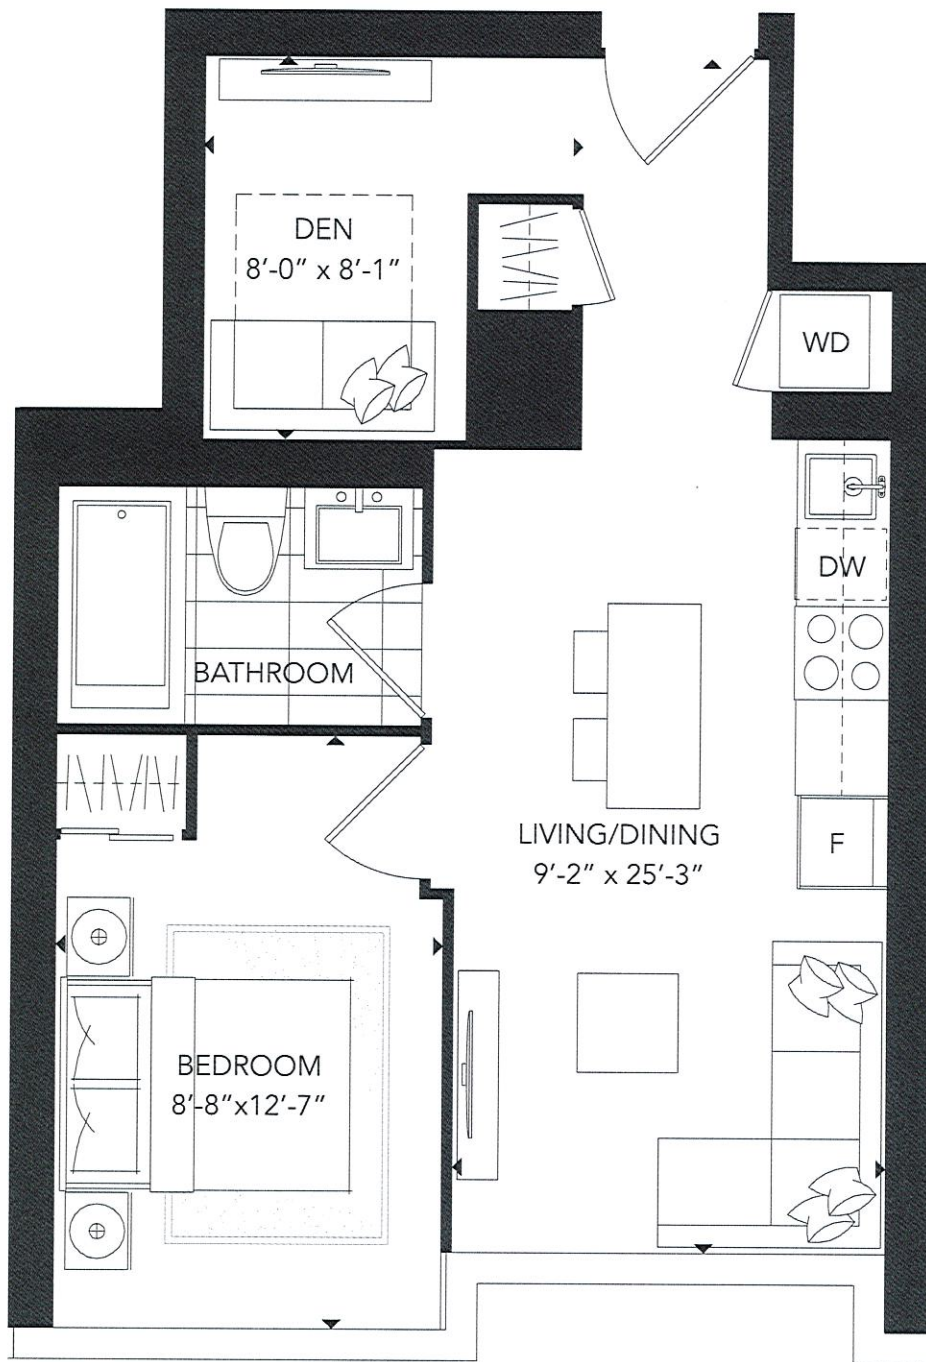 DEN
8’-0” x 8’-1”
WD
DW
BATHROOM
LIVING/DINING
9’-2” x 25’-3”
F
BEDROOM
8’-8”x12’-7”